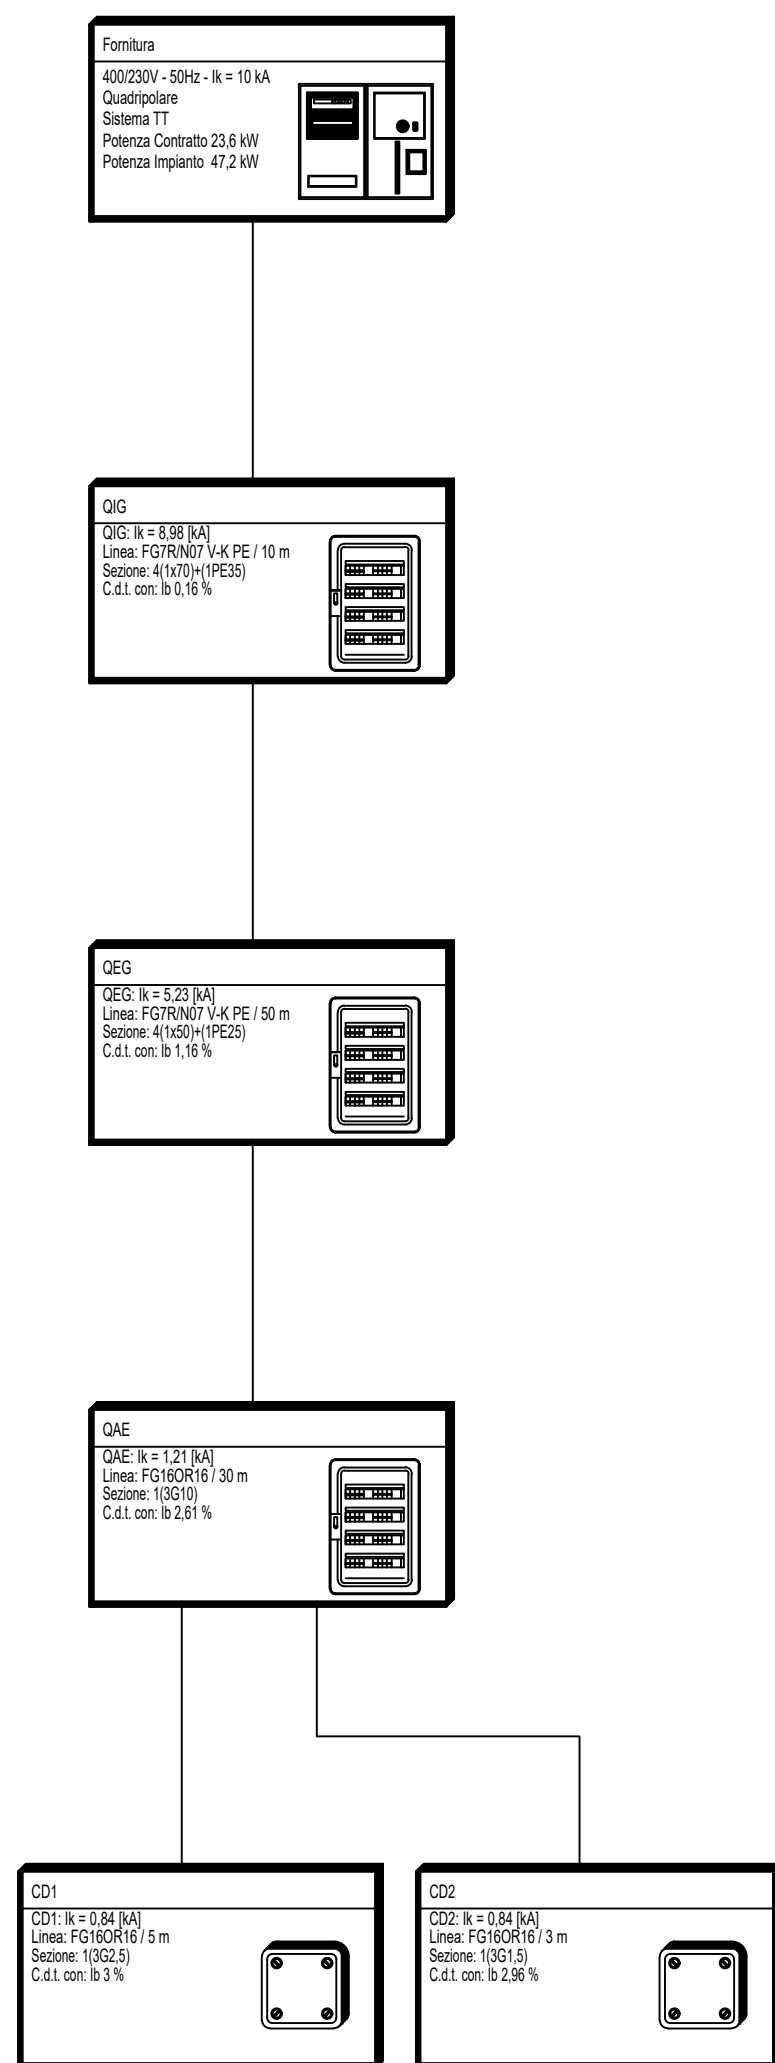 Fornitura
400/230V - 50Hz - Ik = 10 kA
Quadripolare
Sistema TT
Potenza Contratto 23,6 kW
Potenza Impianto 47,2 kW
QIG
QIG: Ik = 8,98 [kA]
Linea: FG7R/N07 V-K PE / 10 m
Sezione: 4(1x70)+(1PE35)
C.d.t. con: Ib 0,16 %
QEG
QEG: Ik = 5,23 [kA]
Linea: FG7R/N07 V-K PE / 50 m
Sezione: 4(1x50)+(1PE25)
C.d.t. con: Ib 1,16 %
QAE
QAE: Ik = 1,21 [kA]
Linea: FG16OR16 / 30 m
Sezione: 1(3G10)
C.d.t. con: Ib 2,61 %
CD1
CD1: Ik = 0,84 [kA]
Linea: FG16OR16 / 5 m
Sezione: 1(3G2,5)
C.d.t. con: Ib 3 %
CD2
CD2: Ik = 0,84 [kA]
Linea: FG16OR16 / 3 m
Sezione: 1(3G1,5)
C.d.t. con: Ib 2,96 %